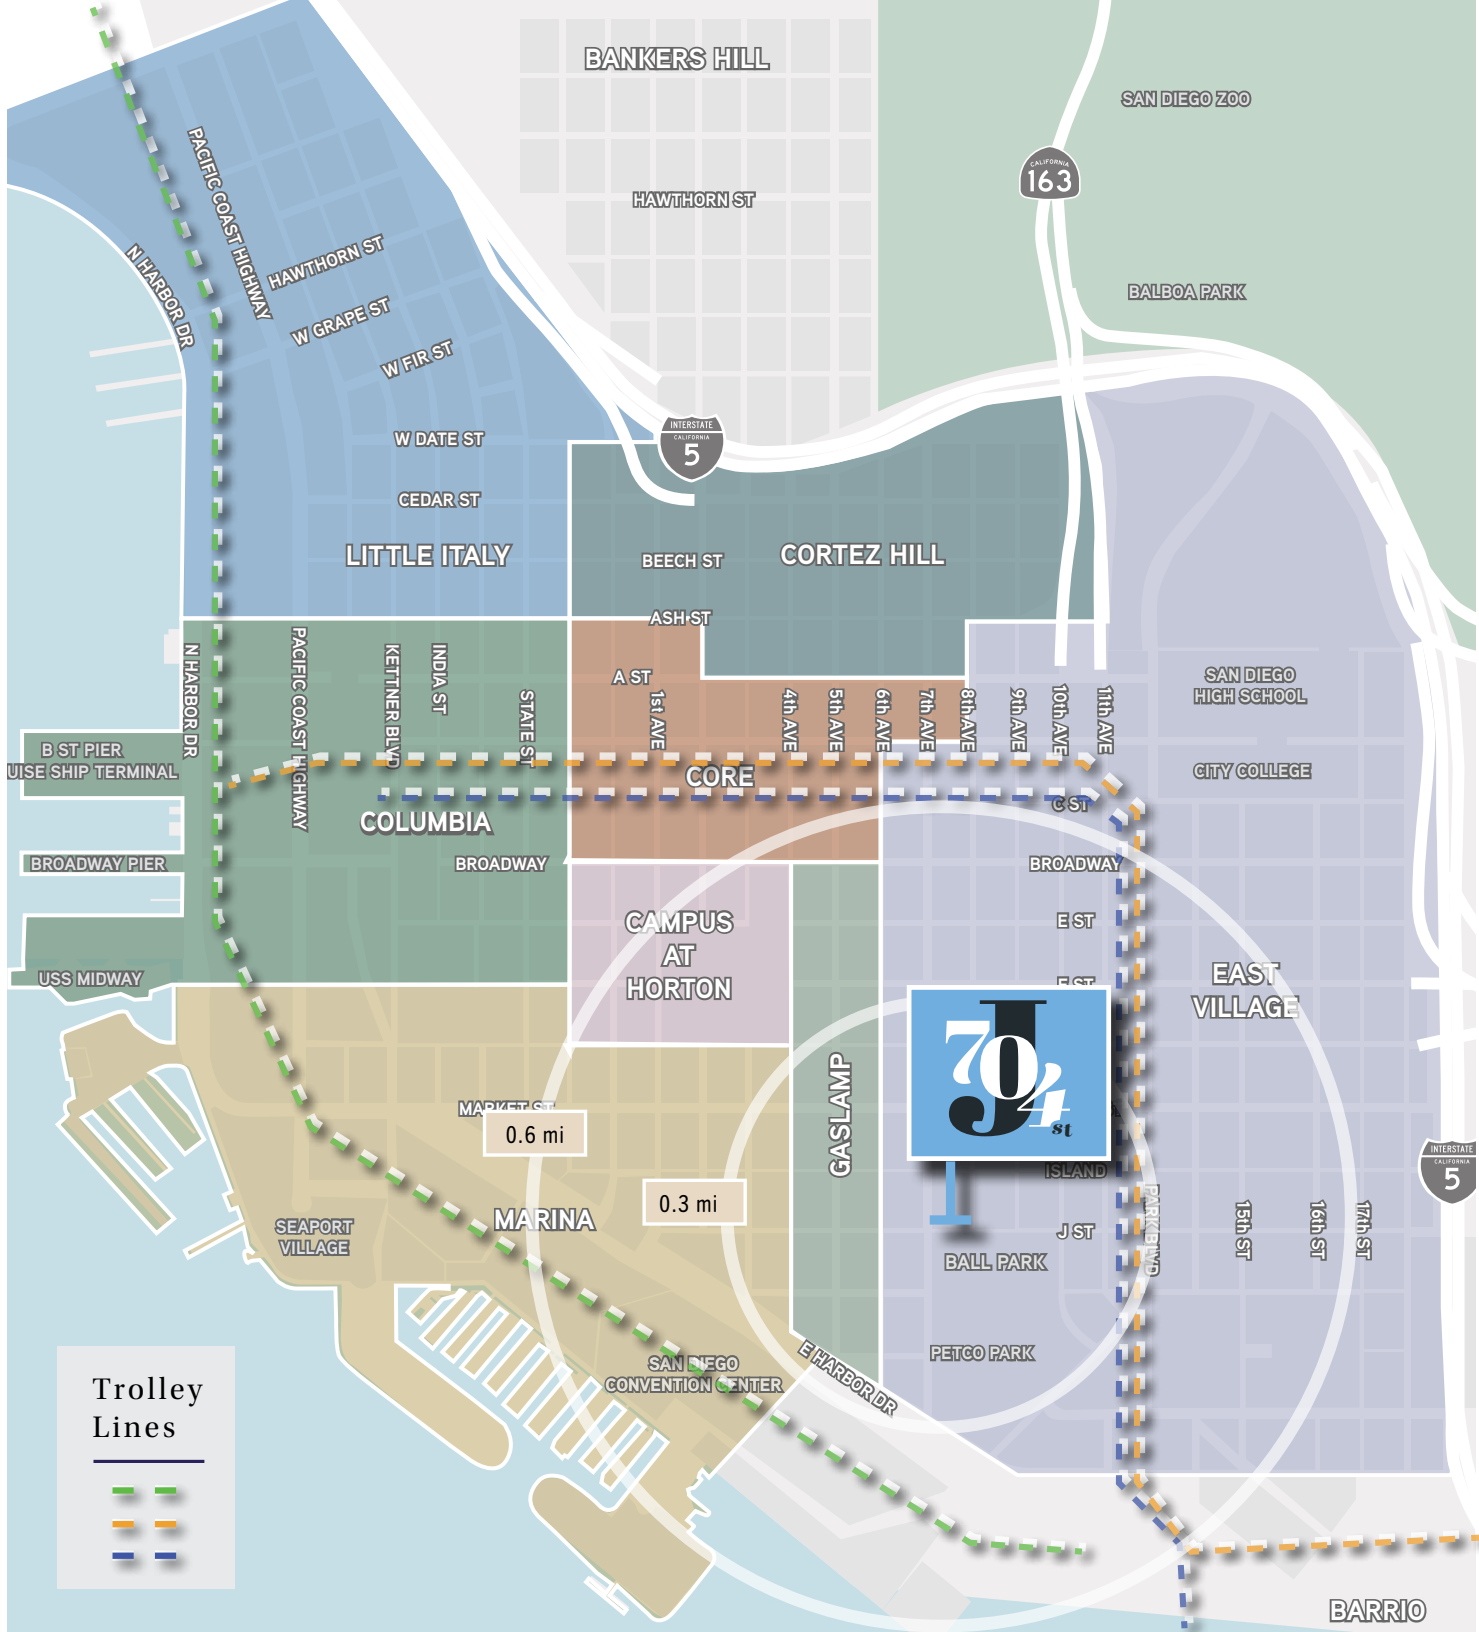 BANKERS HILL
SAN DIEGO ZOO
CALIFORNIA
163
HAWTHORN ST
PACIFIC COAST HIGHWAY
N HARBOR DR
HAWTHORN ST
W GRAPE ST
W FIR ST
BALBOA PARK
W DATE ST
INTERSTATE
CALIFORNIA
5
CEDAR ST
LITTLE ITALY
BEECH ST
CORTEZ HILL
ASH ST
N HARBOR DR
PACIFIC COAST HIGHWAY
KETTNER BLVD
INDIA ST
STATE ST
A ST
1st AVE
4th AVE
5th AVE
6th AVE
7th AVE
8th AVE
9th AVE
10th AVE
11th AVE
SAN DIEGO
HIGH SCHOOL
B ST PIER
UISE SHIP TERMINAL
CORE
CITY COLLEGE
C ST
COLUMBIA
BROADWAY PIER
BROADWAY
BROADWAY
CAMPUS
AT
HORTON
E ST
USS MIDWAY
EAST
VILLAGE
704
J
st
GASLAMP
MARKET ST
0.6 mi
ISLAND
INTERSTATE
CALIFORNIA
5
0.3 mi
MARINA
SEAPORT
VILLAGE
J ST
PARK BLVD
15th ST
16th ST
17th ST
BALL PARK
PETCO PARK
SAN DIEGO
CONVENTION CENTER
E HARBOR DR
Trolley
Lines
BARRIO